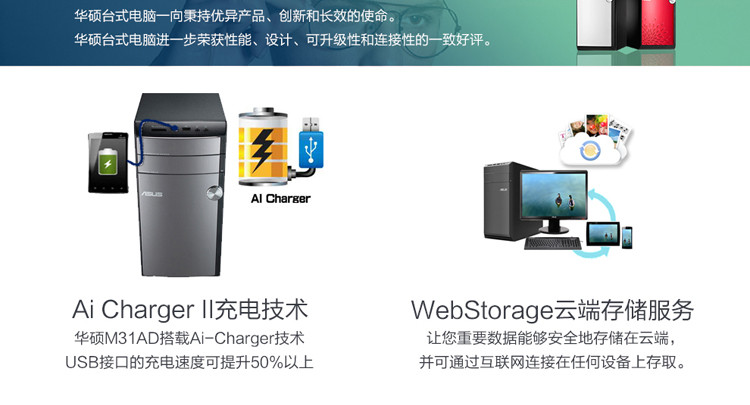 华硕台式电脑一向秉持优异产品、创新和长效的使命。
华硕台式电脑进一步荣获性能、设计、可升级性和连接性的一致好评。
ASUS
AI Charger
Ai Charger II充电技术
华硕M31AD搭载Ai-Charger技术
USB接口的充电速度可提升50%以上
WebStorage云端存储服务
让您重要数据能够安全地存储在云端，
并可通过互联网连接在任何设备上存取。